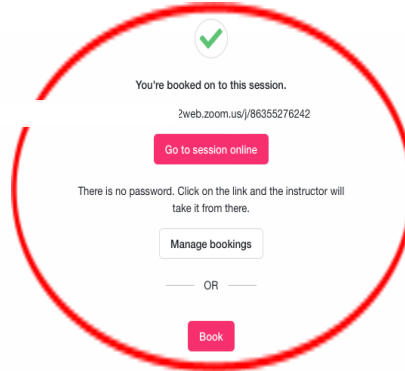 You're booked on to this session.
2web.zoom.us/j/86355276242
Go to session online
There is no password. Click on the link and the instructor will
take it from there.
Manage bookings
OR
Book